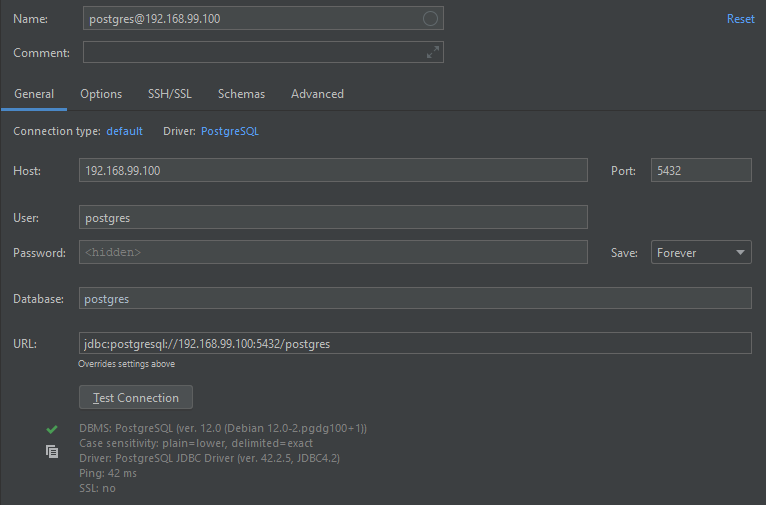 Name: postgres@192.168.99.100 Reset
Comment:
General Options SSH/SSL Schemas Advanced
Connection type: default Driver: PostgreSQL
Host: 192.168.99.100 Port: 5432
User: postgres
Password: <hidden> Save: Forever
Database: postgres
URL: jdbc:postgresql://192.168.99.100:5432/postgres
Overrides settings above
Test Connection
DBMS: PostgreSQL (ver. 12.0 (Debian 12.0-2.pgdg100+1))
Case sensitivity: plain=lower, delimited=exact
Driver: PostgreSQL JDBC Driver (ver. 42.2.5, JDBC4.2)
Ping: 42 ms
SSL: no